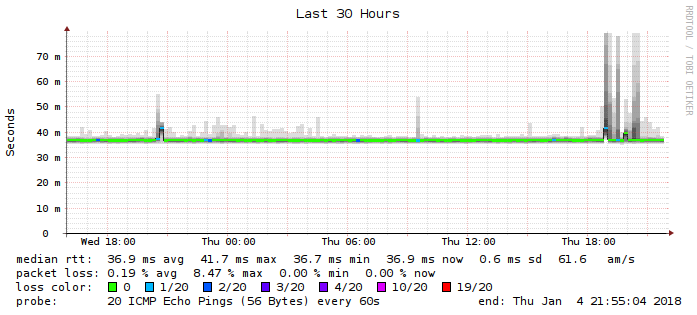 Last 30 Hours
RRDTOOL / TOBI OETIKER
Seconds
70 m
60 m
50 m
40 m
30 m
20 m
10 m
0
Wed 18:00 Thu 00:00 Thu 06:00 Thu 12:00 Thu 18:00
median rtt: 36.9 ms avg 41.7 ms max 36.7 ms min 36.9 ms now 0.6 ms sd 61.6 am/s
packet loss: 0.19 % avg 8.47 % max 0.00 % min 0.00 % now
loss color: 0 1/20 2/20 3/20 4/20 10/20 19/20
probe: 20 ICMP Echo Pings (56 Bytes) every 60s end: Thu Jan 4 21:55:04 2018